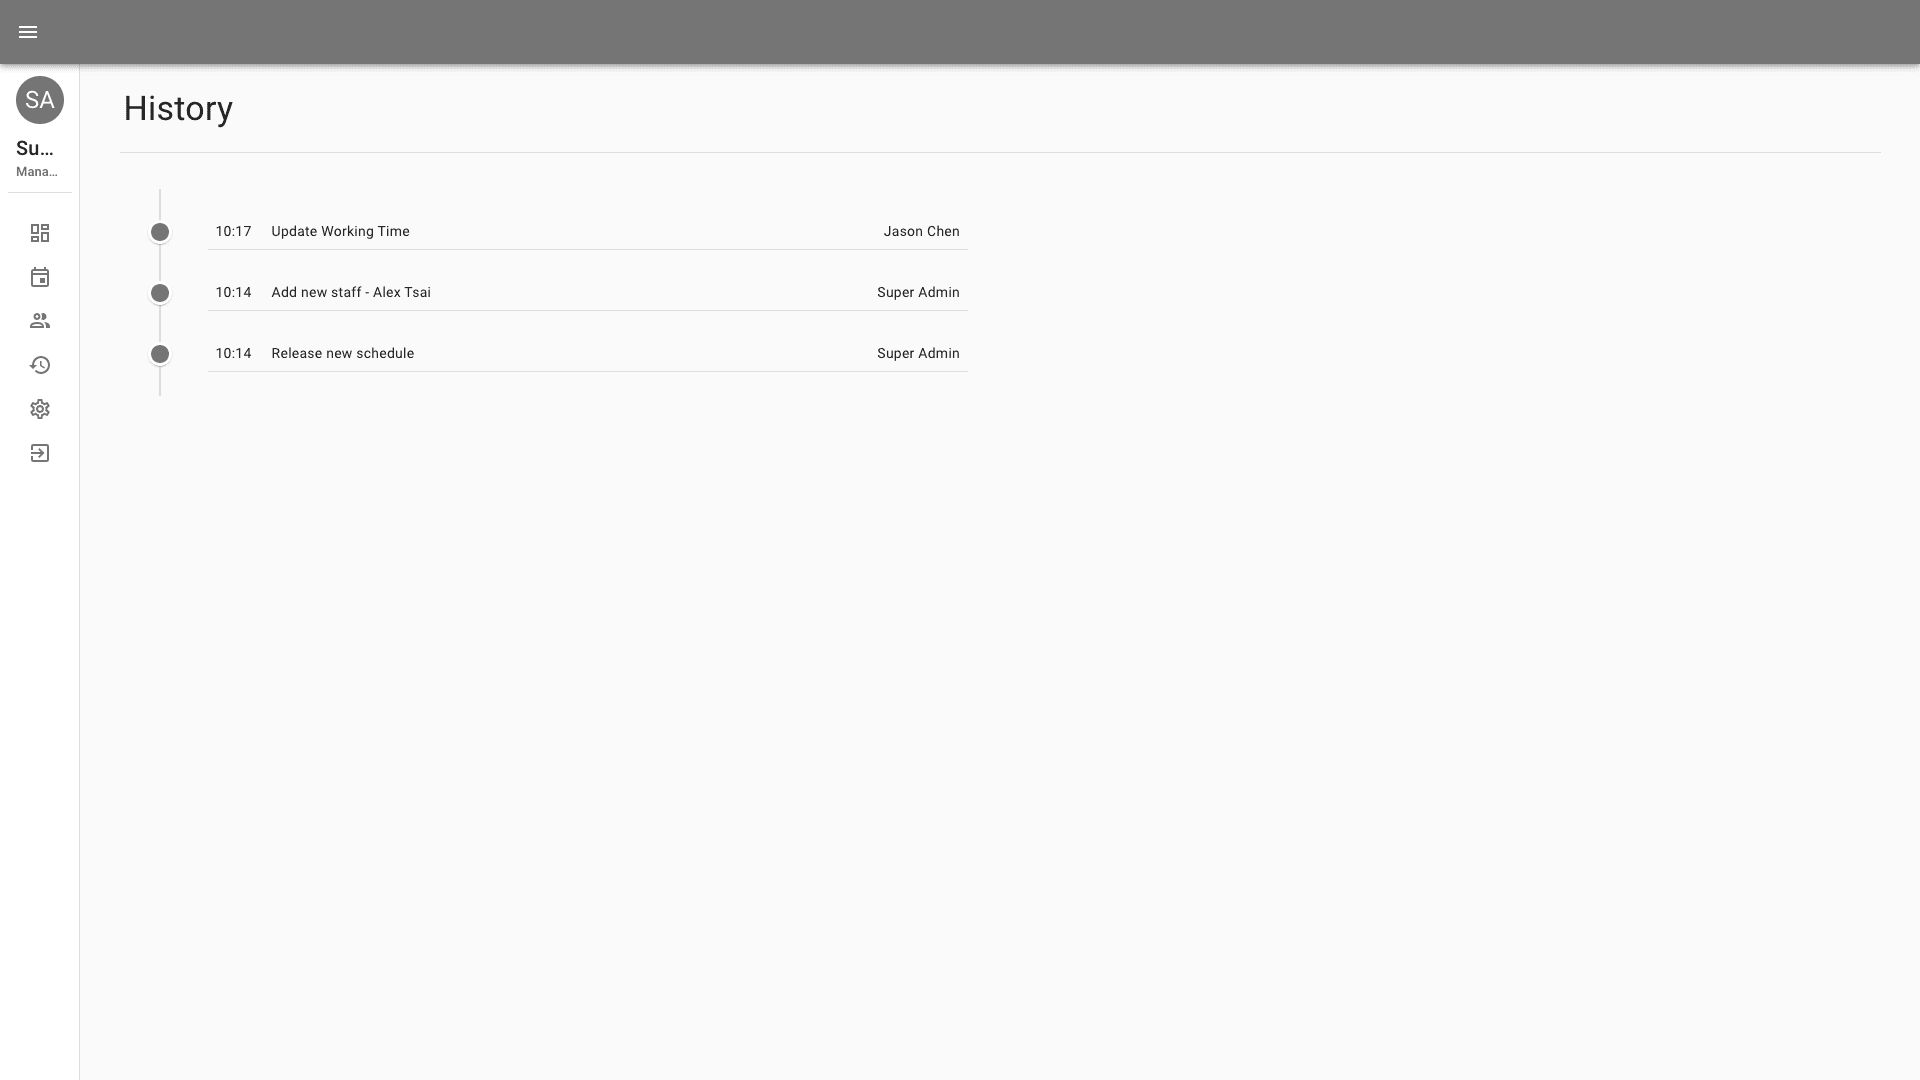 History
SA
Su...
Mana...
10:17 Update Working Time Jason Chen
10:14 Add new staff - Alex Tsai Super Admin
10:14 Release new schedule Super Admin